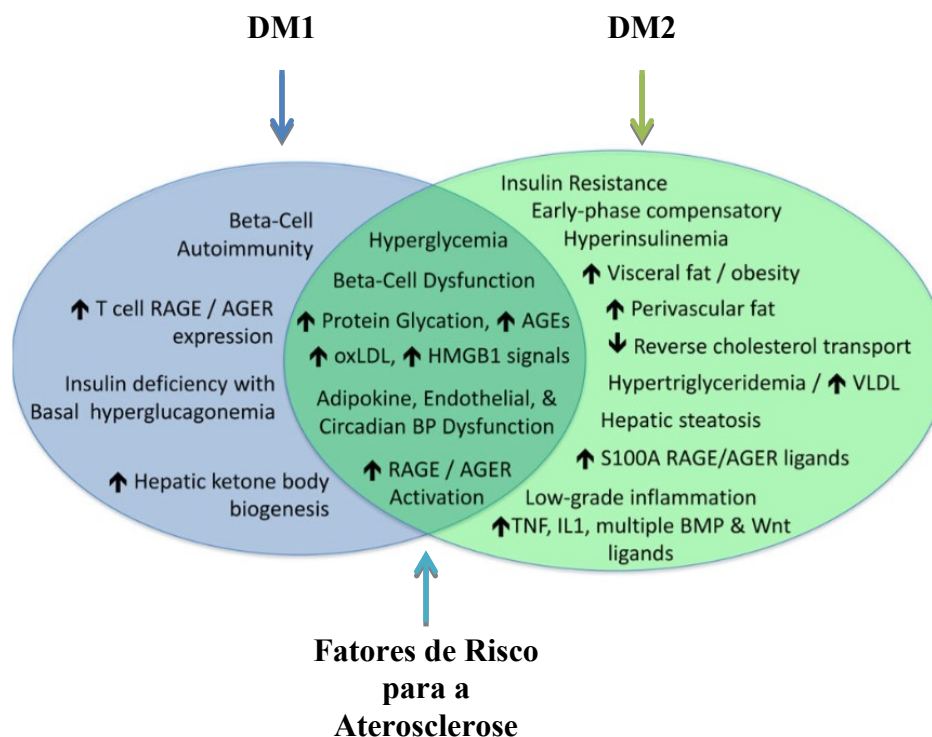 DM1
DM2
Beta-Cell
Autoimmunity
↑ T cell RAGE / AGER
expression
Insulin deficiency with
Basal hyperglucagonemia
↑ Hepatic ketone body
biogenesis
Hyperglycemia
Beta-Cell Dysfunction
↑ Protein Glycation, ↑ AGEs
↑ oxLDL, ↑ HMGB1 signals
Adipokine, Endothelial, &
Circadian BP Dysfunction
↑ RAGE / AGER
Activation
Insulin Resistance
Early-phase compensatory
Hyperinsulinemia
↑ Visceral fat / obesity
↑ Perivascular fat
↓ Reverse cholesterol transport
Hypertriglyceridemia / ↑ VLDL
Hepatic steatosis
↑ S100A RAGE/AGER ligands
Low-grade inflammation
↑TNF, IL1, multiple BMP & Wnt
ligands
Fatores de Risco
para a
Aterosclerose